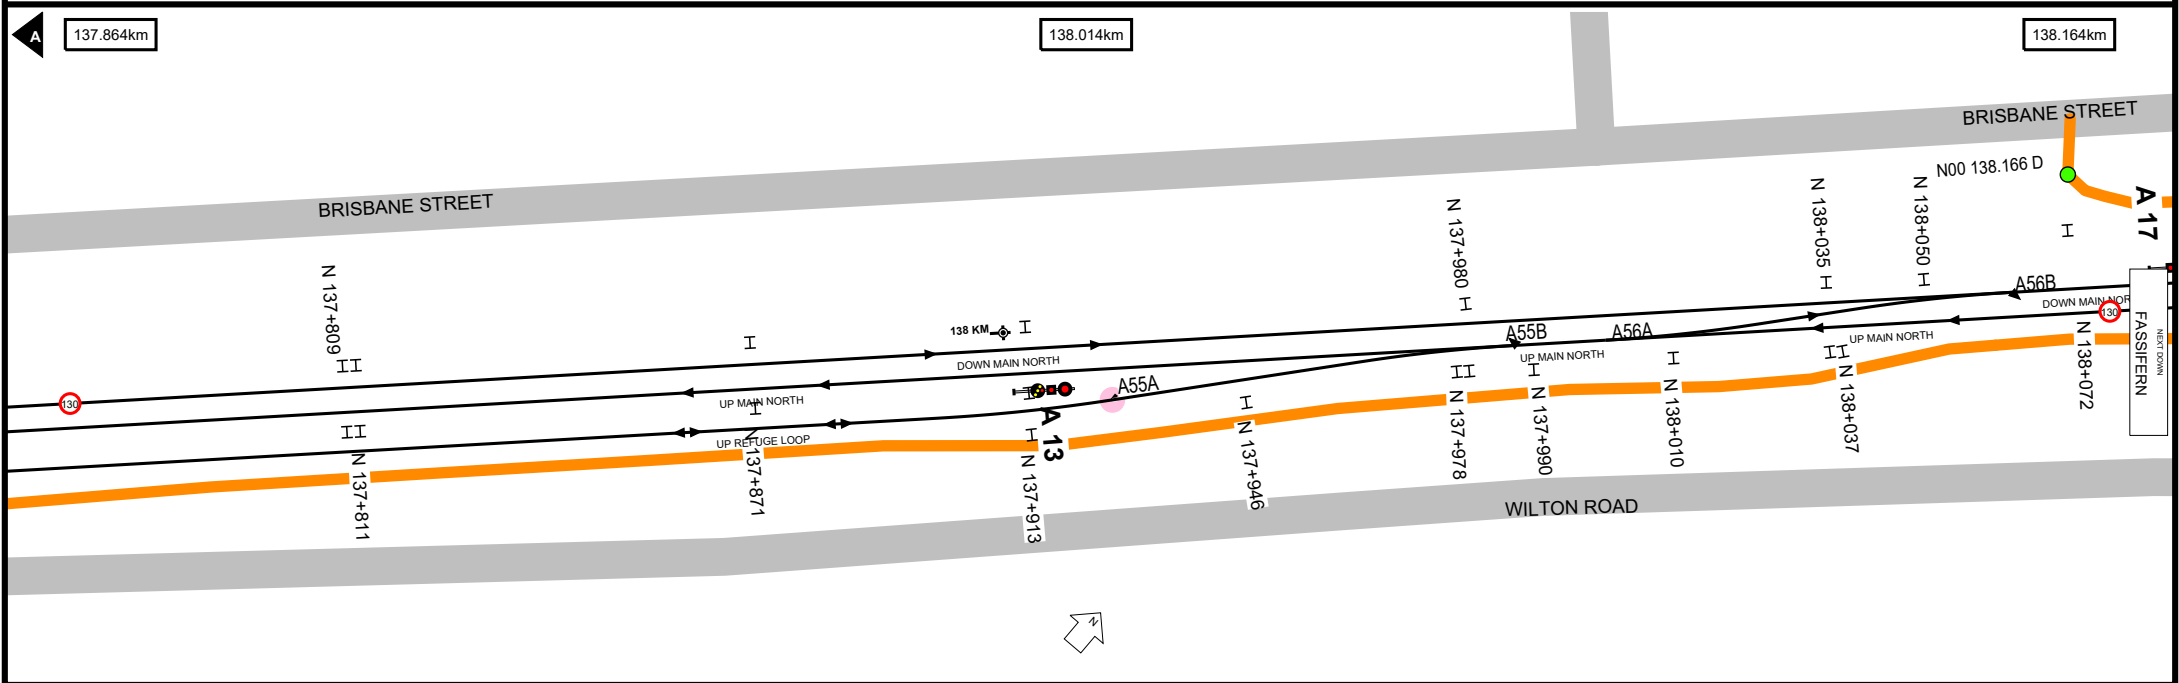 A
137.864km
138.014km
138.164km
BRISBANE STREET
BRISBANE STREET
N00 138.166 D
A 17
N 137+980
N 138+035
N 138+050
N 137+809
138 KM
A56B
DOWN MAIN NOR
130
A55B
A56A
UP MAIN NORTH
UP MAIN NORTH
DOWN MAIN NORTH
FASSIFERN
NEXT DOWN
130
UP MAIN NORTH
A55A
A 13
UP REFUGE LOOP
N 137+811
N 137+871
N 137+913
N 137+946
N 137+978
N 137+990
N 138+010
N 138+037
N 138+072
WILTON ROAD
N